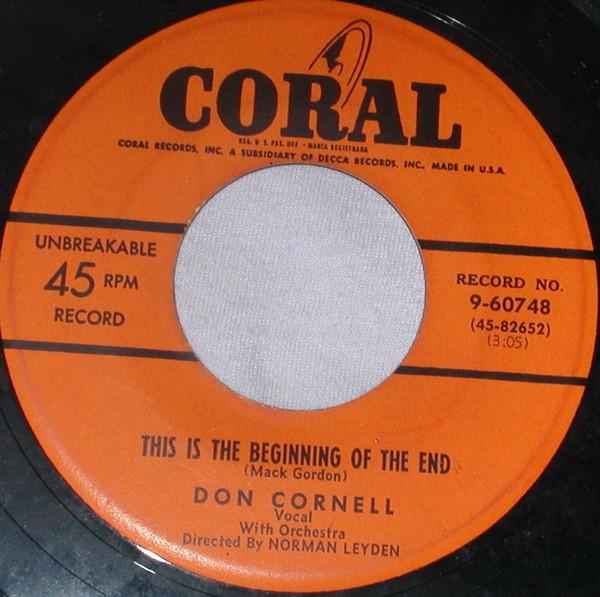 CORAL
REG. U.S. PAT. OFF. • MARCA REGISTRADA
CORAL RECORDS, INC. A SUBSIDIARY OF DECCA RECORDS, INC. MADE IN U.S.A.
UNBREAKABLE
45 RPM
RECORD
RECORD NO.
9-60748
(45-82652)
(3:05)
THIS IS THE BEGINNING OF THE END
(Mack Gordon)
DON CORNELL
Vocal
With Orchestra
Directed By NORMAN LEYDEN